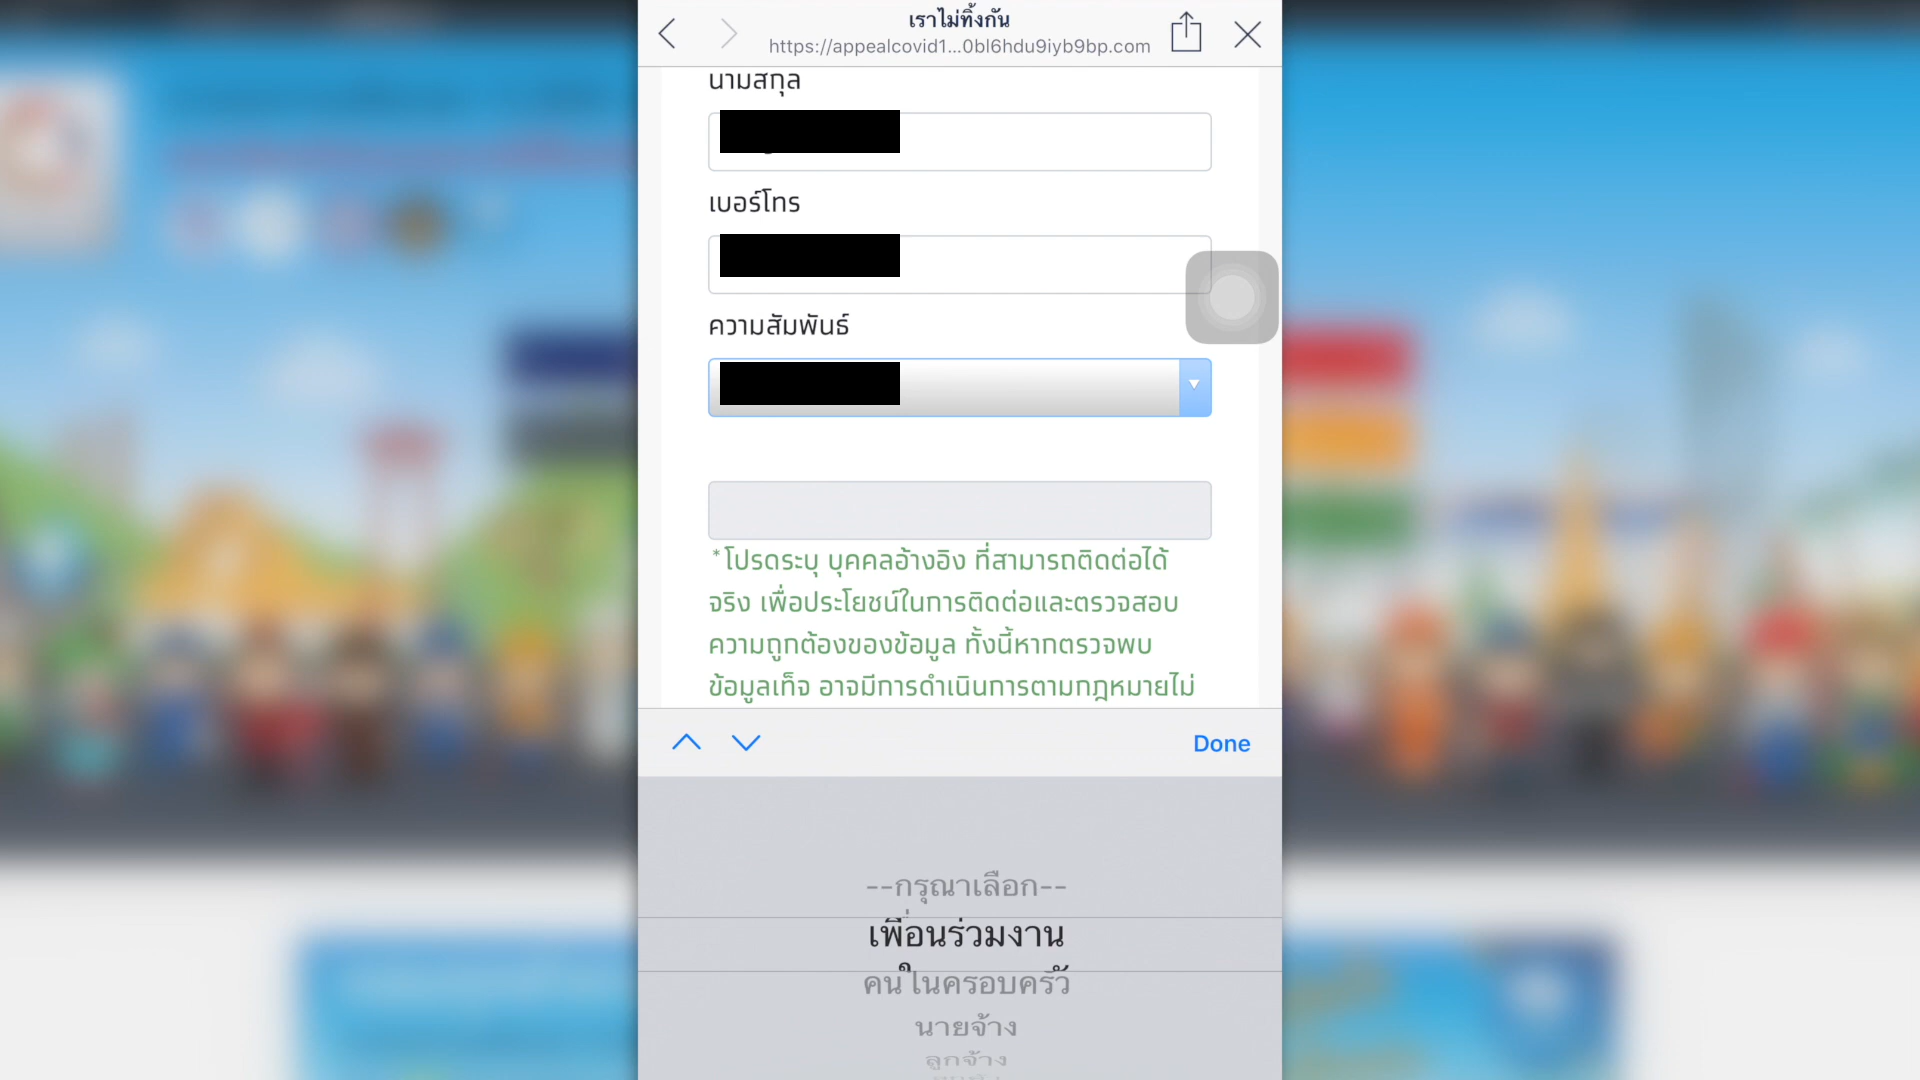 เราไม่ทิ้งกัน
https://appealcovid1...0bl6hdu9iyb9bp.com
นามสกุล
เบอร์โทร
ความสัมพันธ์
*โปรดระบุ บุคคลอ้างอิง ที่สามารถติดต่อได้
จริง เพื่อประโยชน์ในการติดต่อและตรวจสอบ
ความถูกต้องของข้อมูล ทั้งนี้หากตรวจพบ
ข้อมูลเท็จ อาจมีการดำเนินการตามกฎหมายไม่
Done
--กรุณาเลือก--
เพื่อนร่วมงาน
คนในครอบครัว
นายจ้าง
ลูกจ้าง